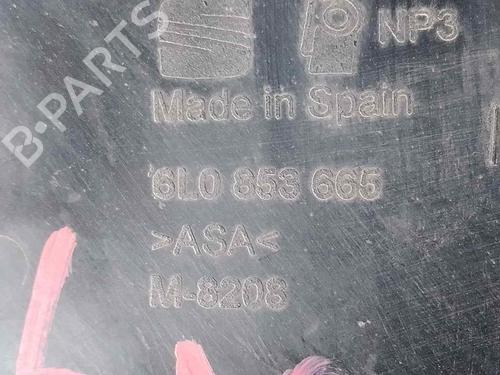 NP3
Made in Spain
6L0 853 665
>ASA<
M-8208
B-PARTS